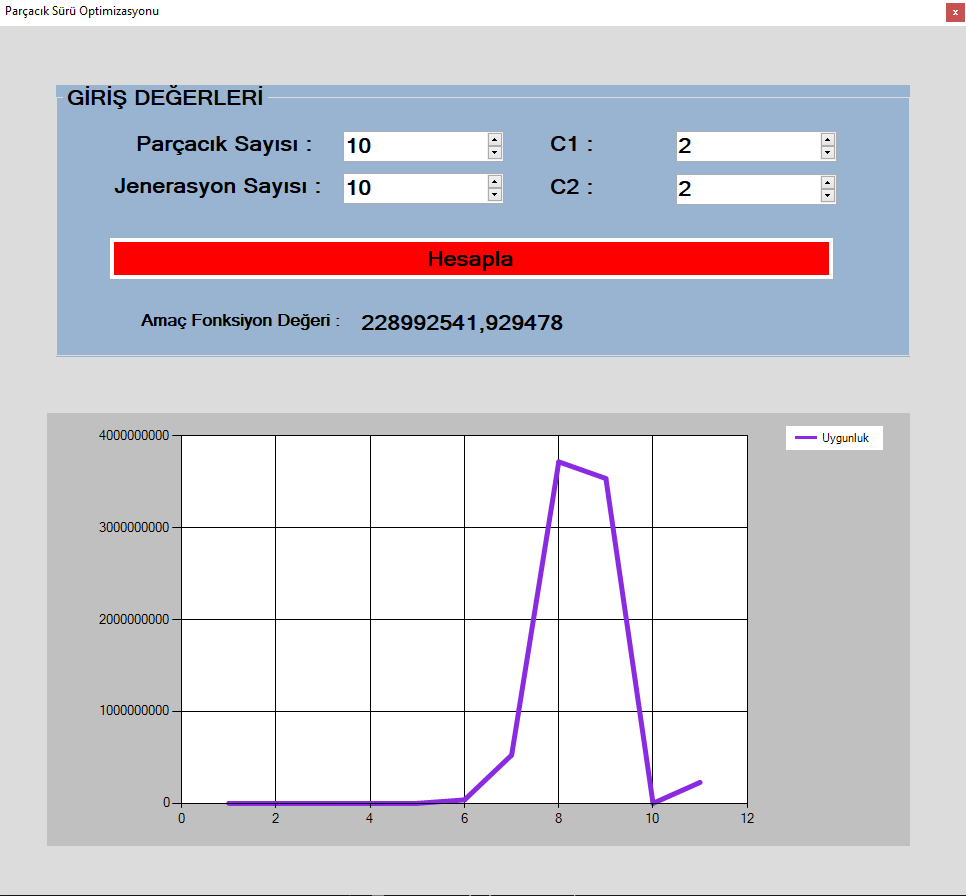 Parçacık Sürü Optimizasyonu
x
GİRİŞ DEĞERLERİ
Parçacık Sayısı : 10 C1 : 2
Jenerasyon Sayısı : 10 C2 : 2
Hesapla
Amaç Fonksiyon Değeri : 228992541,929478
Uygunluk
4000000000
3000000000
2000000000
1000000000
0
0 2 4 6 8 10 12